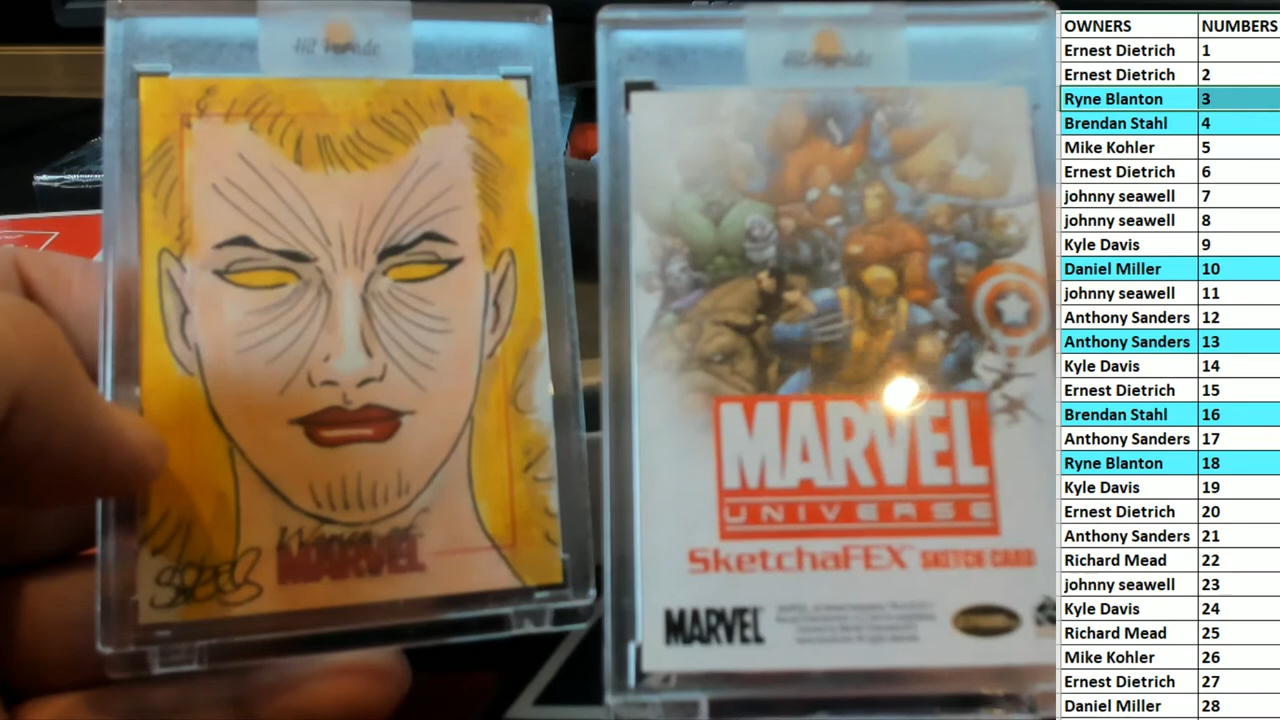 Hit Parade
Women of
MARVEL
MARVEL
UNIVERSE
SketchaFEX SKETCH CARD
MARVEL
OWNERS NUMBERS
Ernest Dietrich 1
Ernest Dietrich 2
Ryne Blanton 3
Brendan Stahl 4
Mike Kohler 5
Ernest Dietrich 6
johnny seawell 7
johnny seawell 8
Kyle Davis 9
Daniel Miller 10
johnny seawell 11
Anthony Sanders 12
Anthony Sanders 13
Kyle Davis 14
Ernest Dietrich 15
Brendan Stahl 16
Anthony Sanders 17
Ryne Blanton 18
Kyle Davis 19
Ernest Dietrich 20
Anthony Sanders 21
Richard Mead 22
johnny seawell 23
Kyle Davis 24
Richard Mead 25
Mike Kohler 26
Ernest Dietrich 27
Daniel Miller 28